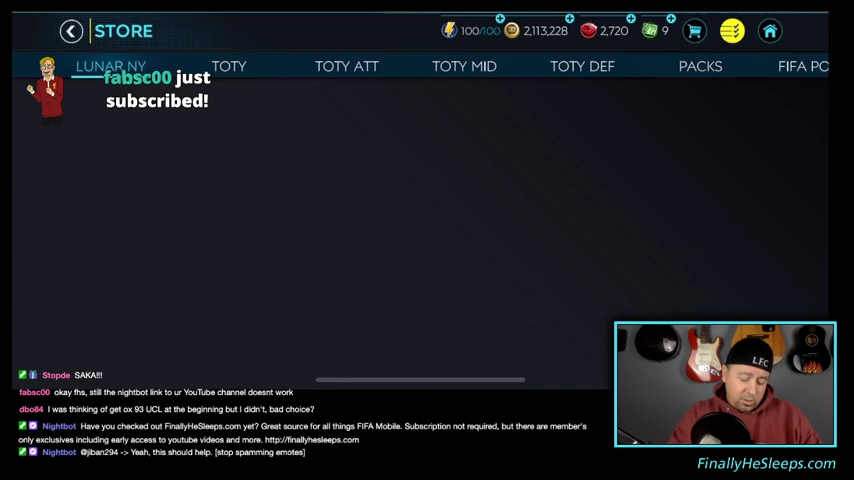 STORE
100/100
2,113,228
2,720
9
LUNAR NY
TOTY
TOTY ATT
TOTY MID
TOTY DEF
PACKS
FIFA PO
fabsc00 just
subscribed!
L.F.C
Stopde SAKA!!!
fabsc00 okay fhs, still the nightbot link to ur YouTube channel doesnt work
dbo84 I was thinking of get ox 93 UCL at the beginning but I didn't, bad choice?
Nightbot Have you checked out FinallyHeSleeps.com yet? Great source for all things FIFA Mobile. Subscription not required, but there are member's
only exclusives including early access to youtube videos and more. http://finallyhesleeps.com
Nightbot @jiban294 -> Yeah, this should help. [stop spamming emotes]
FinallyHeSleeps.com